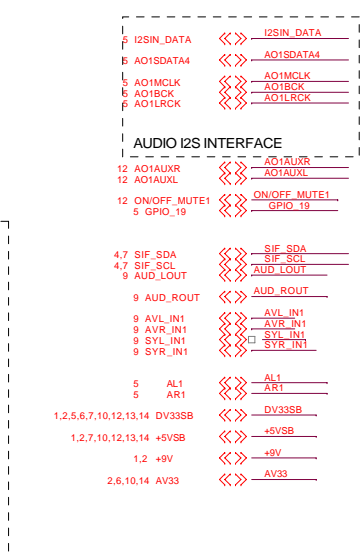 5 I2SIN_DATA I2SIN_DATA
5 AO1SDATA4 AO1SDATA4
5 AO1MCLK AO1MCLK
5 AO1BCK AO1BCK
5 AO1LRCK AO1LRCK
AUDIO I2S INTERFACE
12 AO1AUXR AO1AUXR
12 AO1AUXL AO1AUXL
12 ON/OFF_MUTE1 ON/OFF_MUTE1
5 GPIO_19 GPIO_19
4,7 SIF_SDA SIF_SDA
4,7 SIF_SCL SIF_SCL
9 AUD_LOUT AUD_LOUT
9 AUD_ROUT AUD_ROUT
9 AVL_IN1 AVL_IN1
9 AVR_IN1 AVR_IN1
9 SYL_IN1 SYL_IN1
9 SYR_IN1 SYR_IN1
5 AL1 AL1
5 AR1 AR1
1,2,5,6,7,10,12,13,14 DV33SB DV33SB
1,2,7,10,12,13,14 +5VSB +5VSB
1,2 +9V +9V
2,6,10,14 AV33 AV33